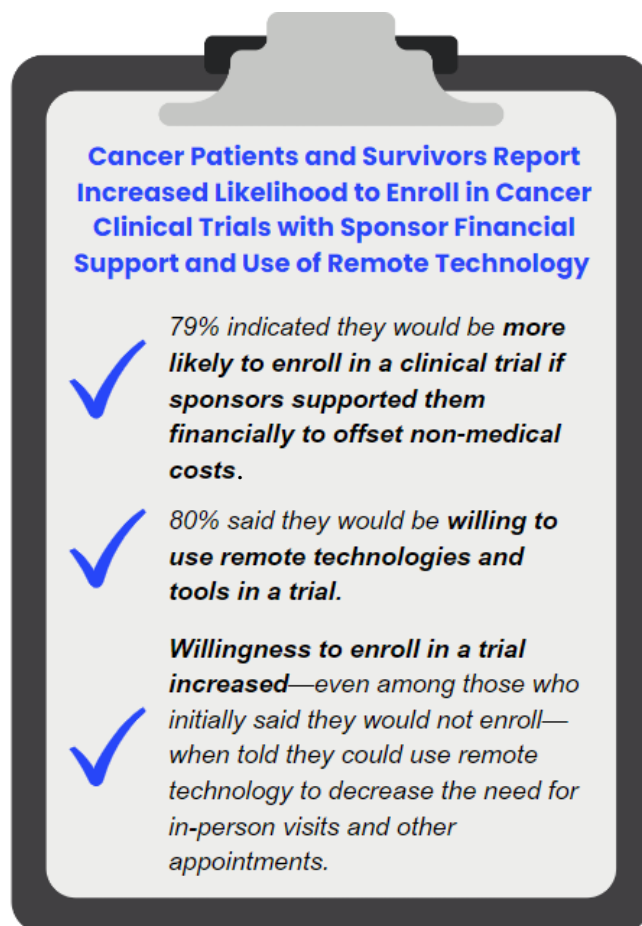 Cancer Patients and Survivors Report
Increased Likelihood to Enroll in Cancer
Clinical Trials with Sponsor Financial
Support and Use of Remote Technology
79% indicated they would be more
likely to enroll in a clinical trial if
sponsors supported them
financially to offset non-medical
costs.
80% said they would be willing to
use remote technologies and
tools in a trial.
Willingness to enroll in a trial
increased—even among those who
initially said they would not enroll—
when told they could use remote
technology to decrease the need for
in-person visits and other
appointments.